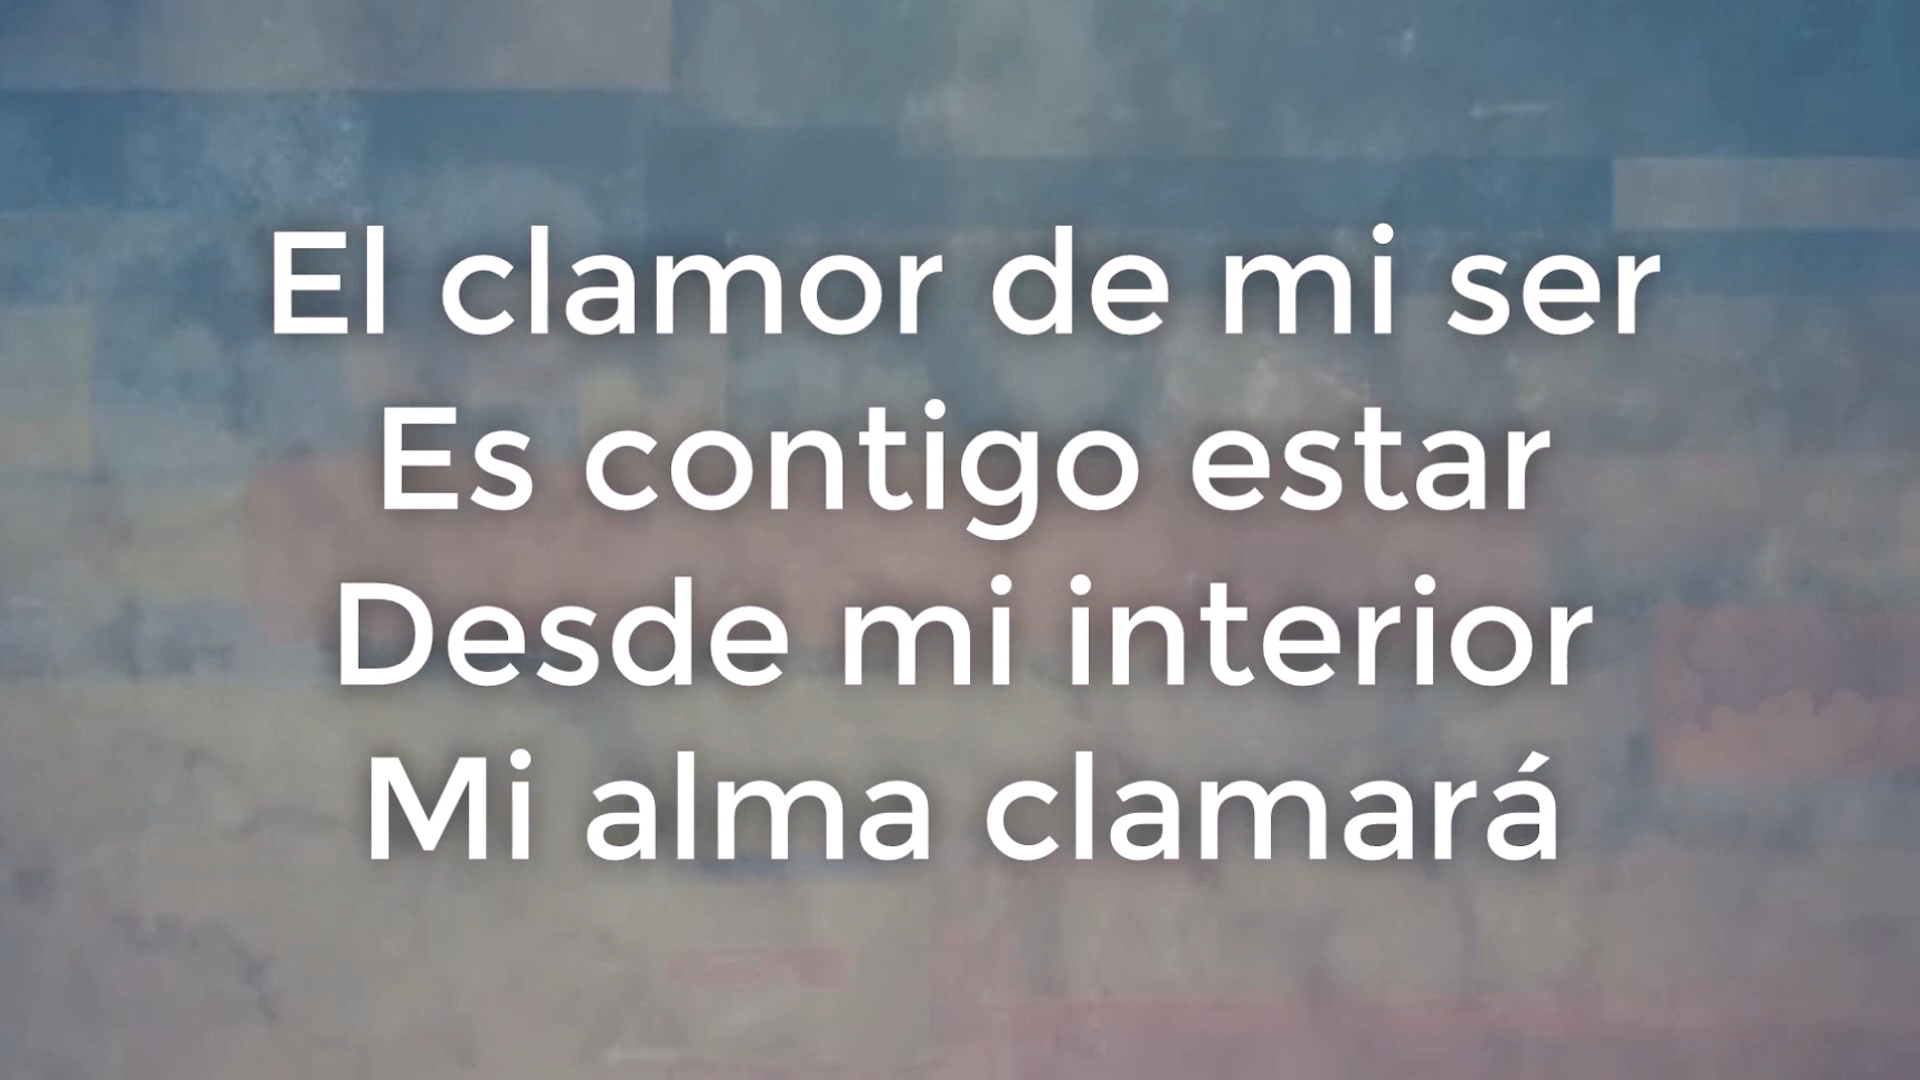 El clamor de mi ser
Es contigo estar
Desde mi interior
Mi alma clamará